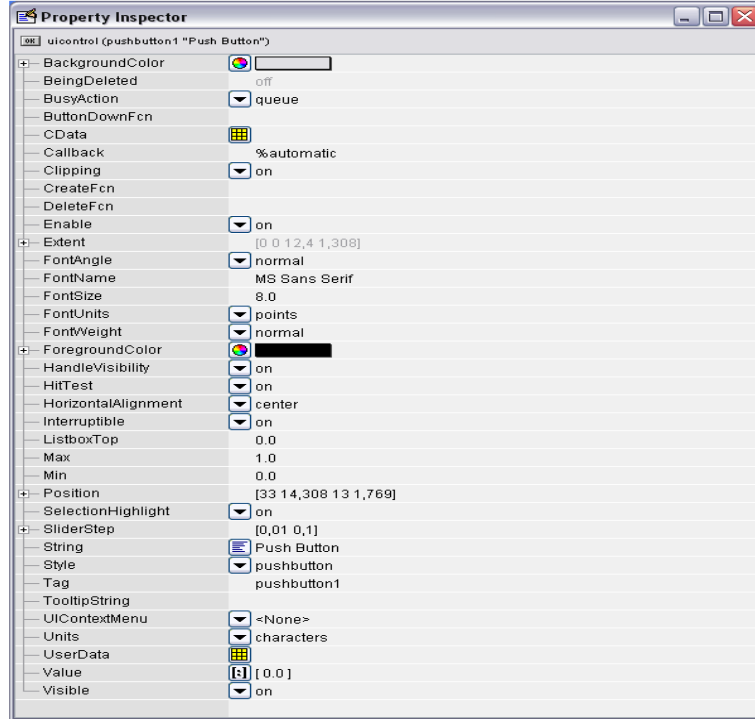 Property Inspector
OK uicontrol (pushbutton1 "Push Button")
BackgroundColor
BeingDeleted off
BusyAction queue
ButtonDownFcn
CData
Callback %automatic
Clipping on
CreateFcn
DeleteFcn
Enable on
Extent [0 0 12,4 1,308]
FontAngle normal
FontName MS Sans Serif
FontSize 8.0
FontUnits points
FontWeight normal
ForegroundColor
HandleVisibility on
HitTest on
HorizontalAlignment center
Interruptible on
ListboxTop 0.0
Max 1.0
Min 0.0
Position [33 14,308 13 1,769]
SelectionHighlight on
SliderStep [0,01 0,1]
String Push Button
Style pushbutton
Tag pushbutton1
TooltipString
UIContextMenu <None>
Units characters
UserData
Value [:] [ 0.0 ]
Visible on